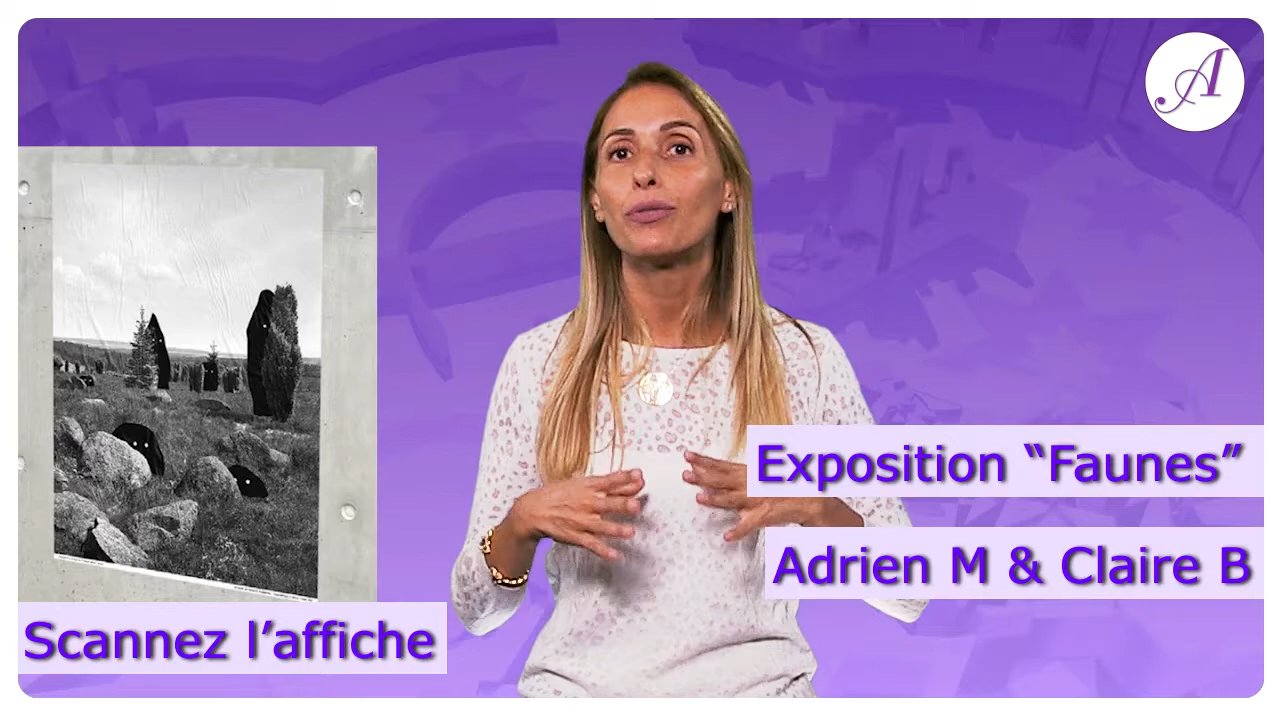 A
Exposition “Faunes”
Adrien M & Claire B
Scannez l’affiche